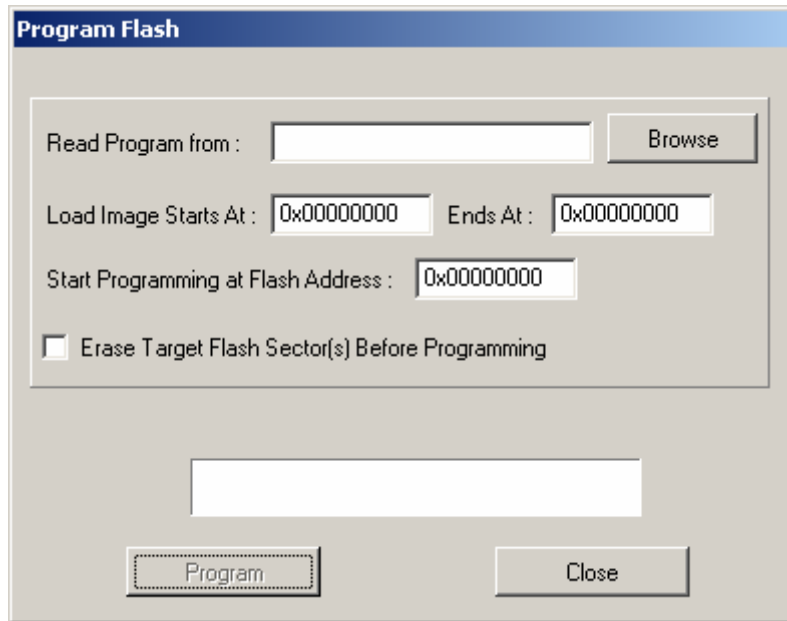 Program Flash
Read Program from : Browse
Load Image Starts At : 0x00000000 Ends At : 0x00000000
Start Programming at Flash Address : 0x00000000
Erase Target Flash Sector(s) Before Programming
Program Close